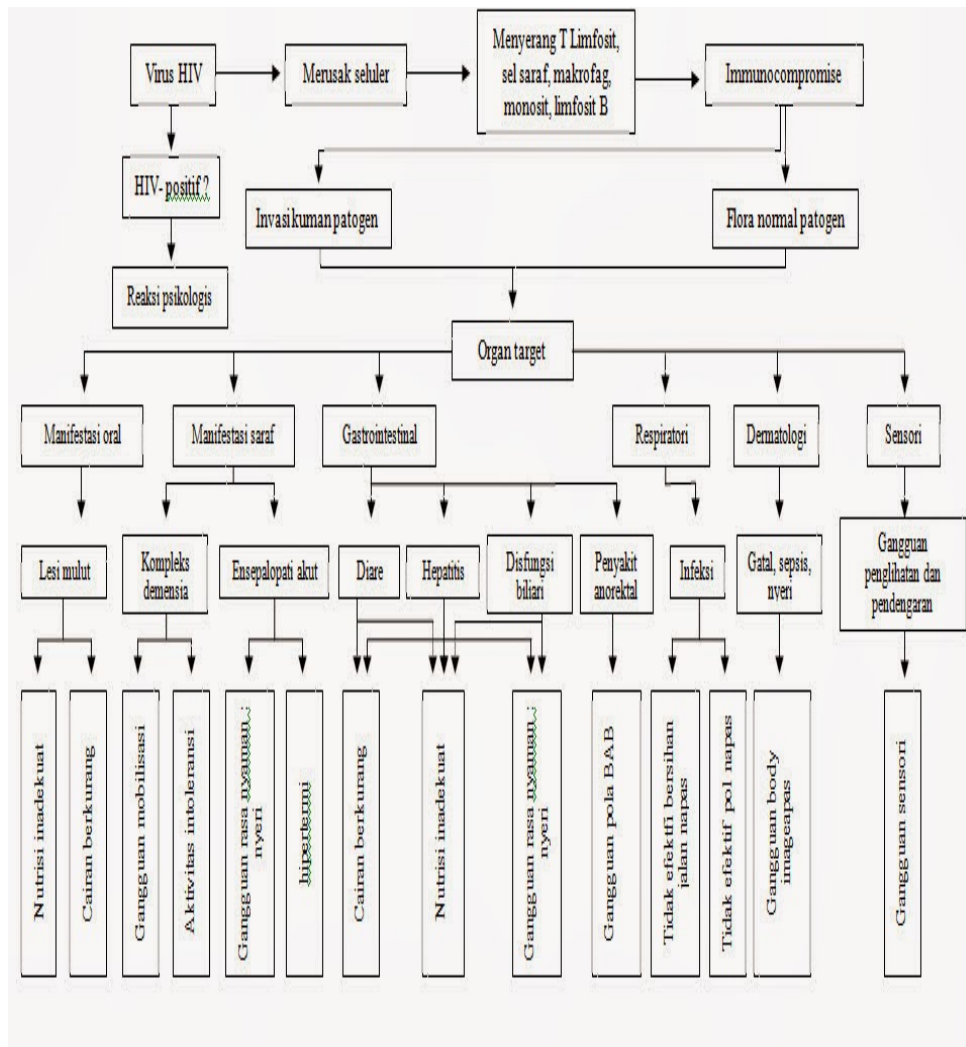 Virus HIV
Merusak seluler
Menyerang T Limfosit,
sel saraf, makrofag,
monosit, limfosit B
Immunocompromise
HIV- positif ?
Invasi kuman patogen
Flora normal patogen
Reaksi psikologis
Organ target
Manifestasi oral
Manifestasi saraf
Gastrointestinal
Respiratori
Dermatologi
Sensori
Lesi mulut
Kompleks
demensia
Ensepalopati akut
Diare
Hepatitis
Disfungsi
biliari
Penyakit
anorektal
Infeksi
Gatal, sepsis,
nyeri
Gangguan
penglihatan dan
pendengaran
Nutrisi inadekuat
Cairan berkurang
Gangguan mobilisasi
Aktivitas intoleransi
Gangguan rasa nyaman :
nyeri
hipertermi
Cairan berkurang
Nutrisi inadekuat
Gangguan rasa nyaman :
nyeri
Gangguan pola BAB
Tidak efektfi bersihan
jalan napas
Tidak efektif pol napas
Gangguan body
imageapas
Gangguan sensori